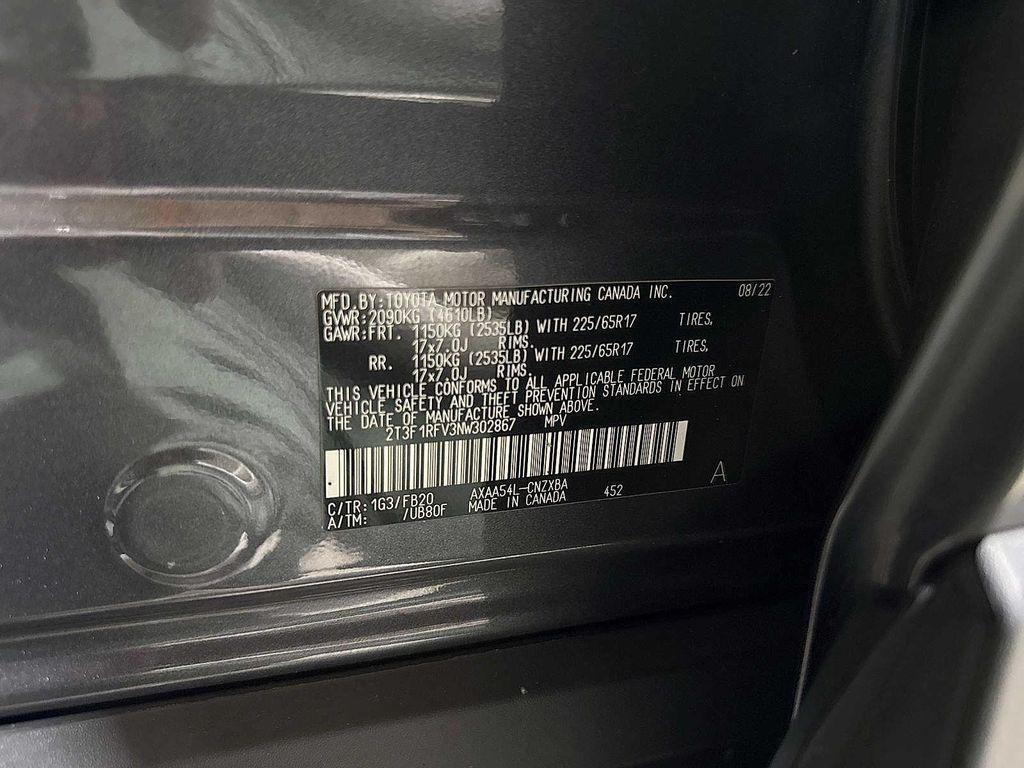 MFD.BY:TOYOTA MOTOR MANUFACTURING CANADA INC. 08/22
GVWR:2090KG (4610LB)
GAWR:FRT. 1150KG (2535LB) WITH 225/65R17 TIRES,
17x7.0J RIMS.
RR. 1150KG (2535LB) WITH 225/65R17 TIRES,
17x7.0J RIMS.
THIS VEHICLE CONFORMS TO ALL APPLICABLE FEDERAL MOTOR
VEHICLE SAFETY AND THEFT PREVENTION STANDARDS IN EFFECT ON
THE DATE OF MANUFACTURE SHOWN ABOVE.
2T3F1RFV3NW302867 MPV
A
C/TR: 1G3/FB20 AXAA54L-CNZXBA 452
A/TM: /UB80F MADE IN CANADA